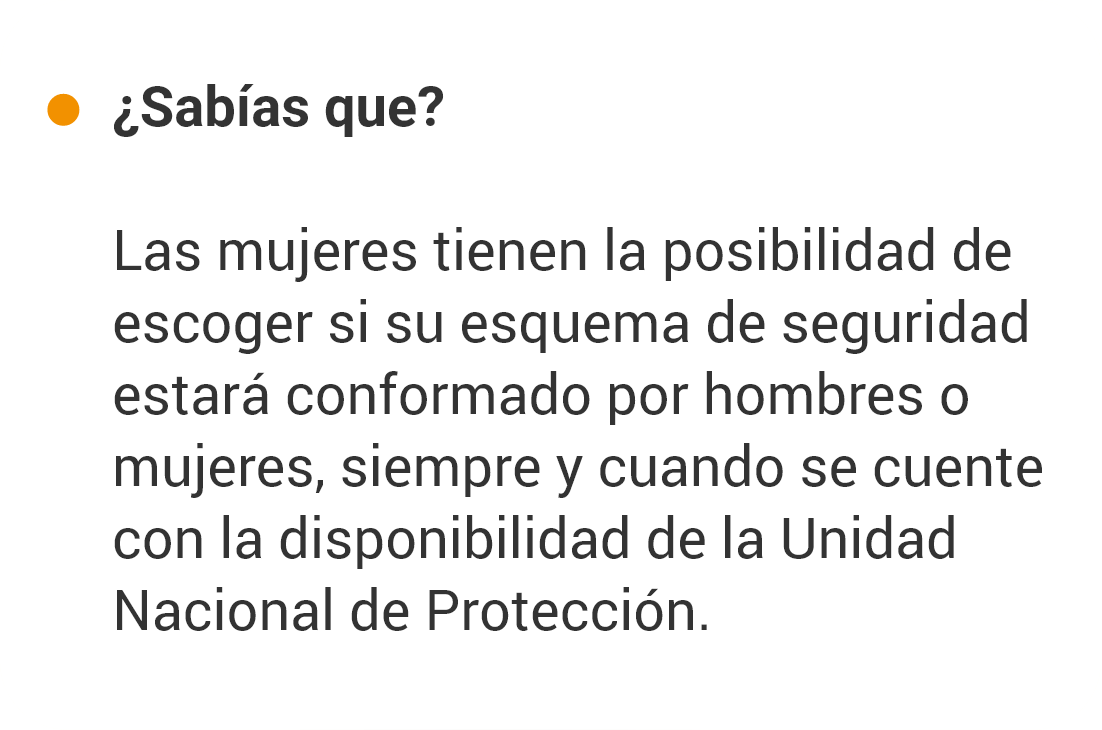 ¿Sabías que?
Las mujeres tienen la posibilidad de
escoger si su esquema de seguridad
estará conformado por hombres o
mujeres, siempre y cuando se cuente
con la disponibilidad de la Unidad
Nacional de Protección.